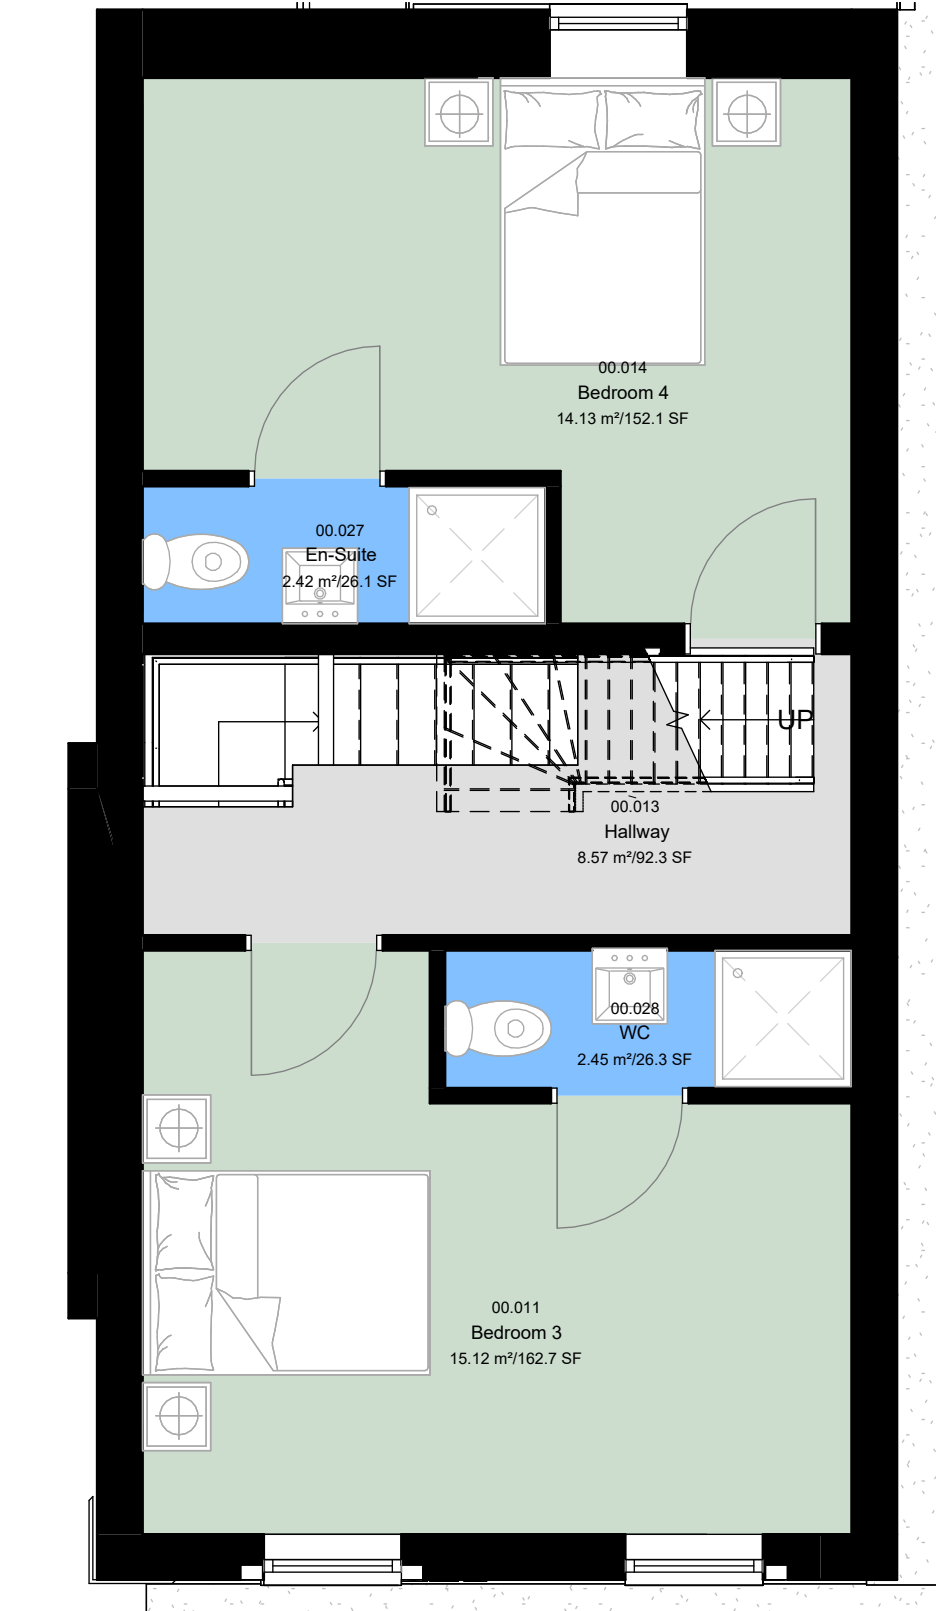 00.014
Bedroom 4
14.13 m²/152.1 SF
00.027
En-Suite
2.42 m²/26.1 SF
UP
00.013
Hallway
8.57 m²/92.3 SF
00.028
WC
2.45 m²/26.3 SF
00.011
Bedroom 3
15.12 m²/162.7 SF